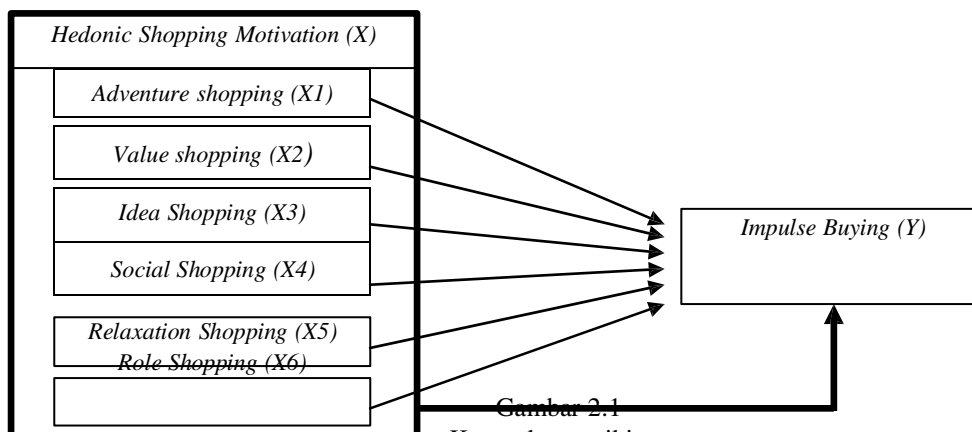 Hedonic Shopping Motivation (X)
Adventure shopping (X1)
Value shopping (X2)
Idea Shopping (X3)
Impulse Buying (Y)
Social Shopping (X4)
Relaxation Shopping (X5)
Role Shopping (X6)
Gambar 2.1